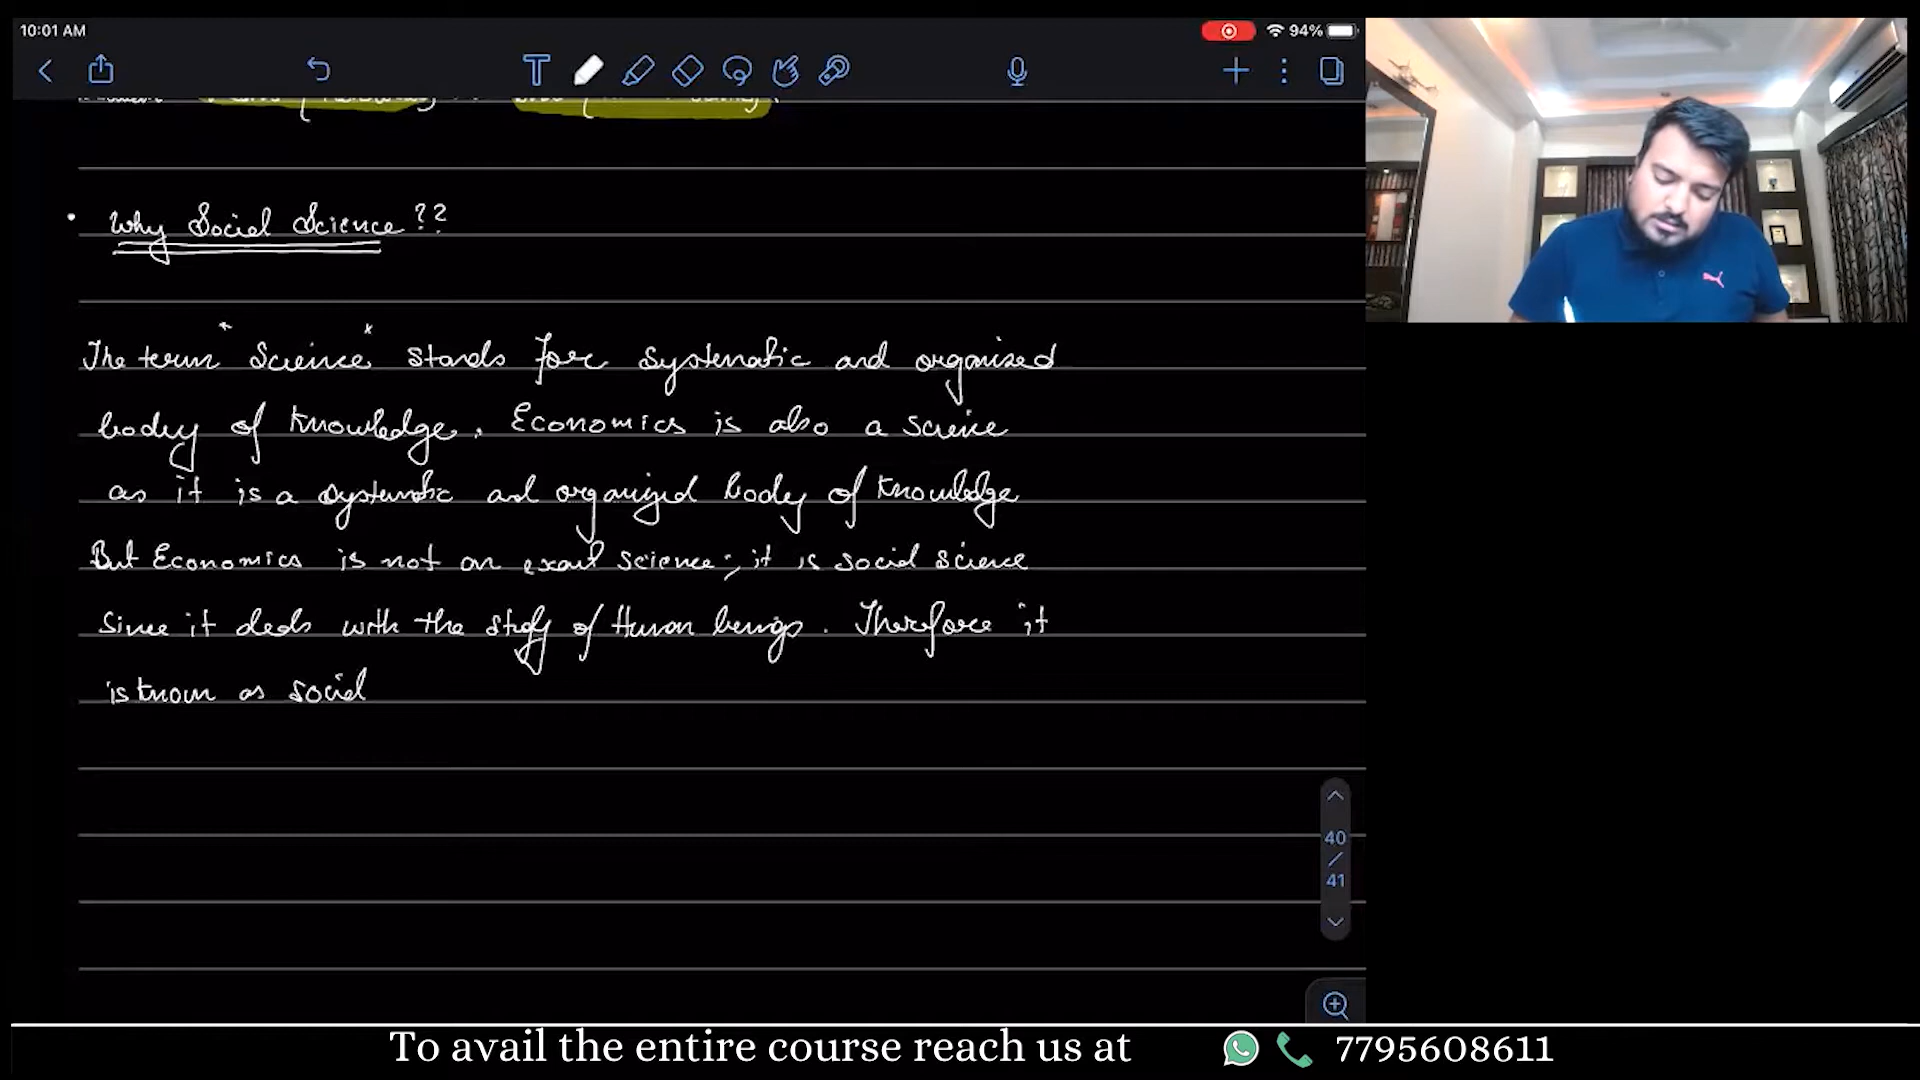 10:01 AM
94%
Why Social Science ??
The term "Science" stands for systematic and organised
body of knowledge. Economics is also a science
as it is a systematic and organized body of knowledge
But Economics is not an exact science; it is social science
Since it deals with the study of Human beings. Therefore it
is known as social
40
/
41
To avail the entire course reach us at 7795608611